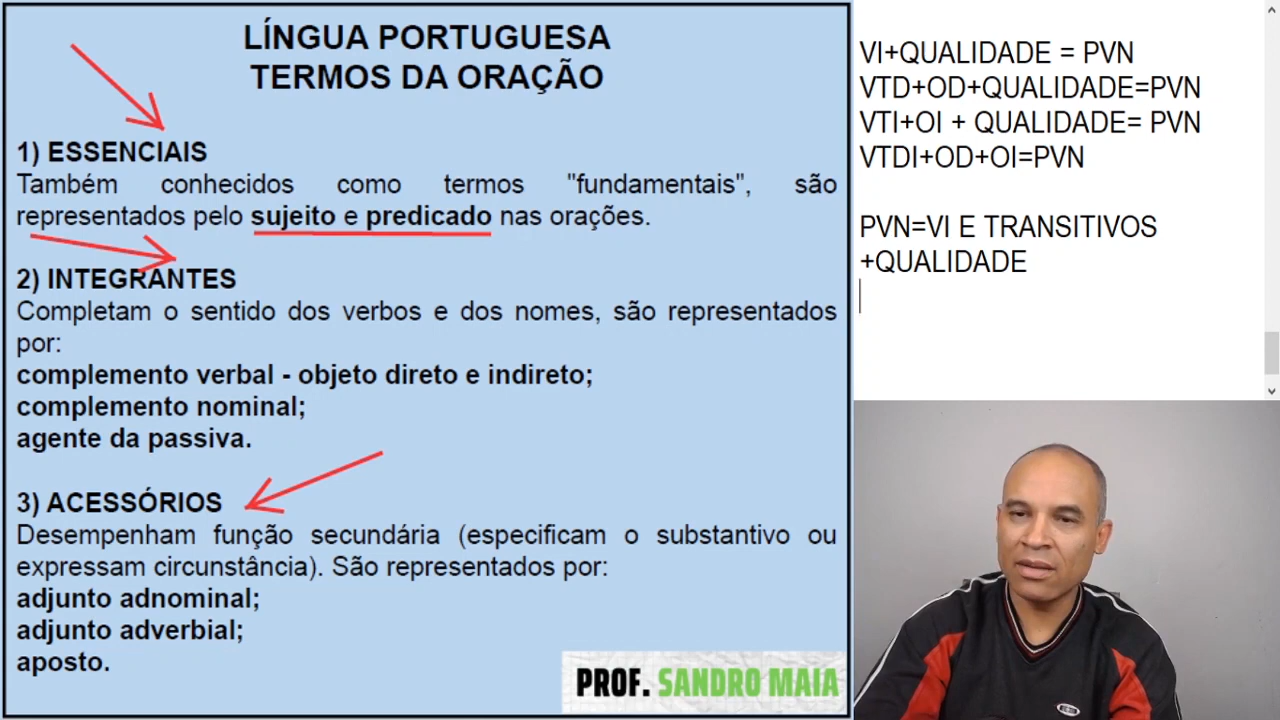 LÍNGUA PORTUGUESA
TERMOS DA ORAÇÃO
1) ESSENCIAIS
Também conhecidos como termos "fundamentais", são
representados pelo sujeito e predicado nas orações.
2) INTEGRANTES
Completam o sentido dos verbos e dos nomes, são representados
por:
complemento verbal - objeto direto e indireto;
complemento nominal;
agente da passiva.
3) ACESSÓRIOS
Desempenham função secundária (especificam o substantivo ou
expressam circunstância). São representados por:
adjunto adnominal;
adjunto adverbial;
aposto.
PROF. SANDRO MAIA
VI+QUALIDADE = PVN
VTD+OD+QUALIDADE=PVN
VTI+OI + QUALIDADE= PVN
VTDI+OD+OI=PVN
PVN=VI E TRANSITIVOS
+QUALIDADE